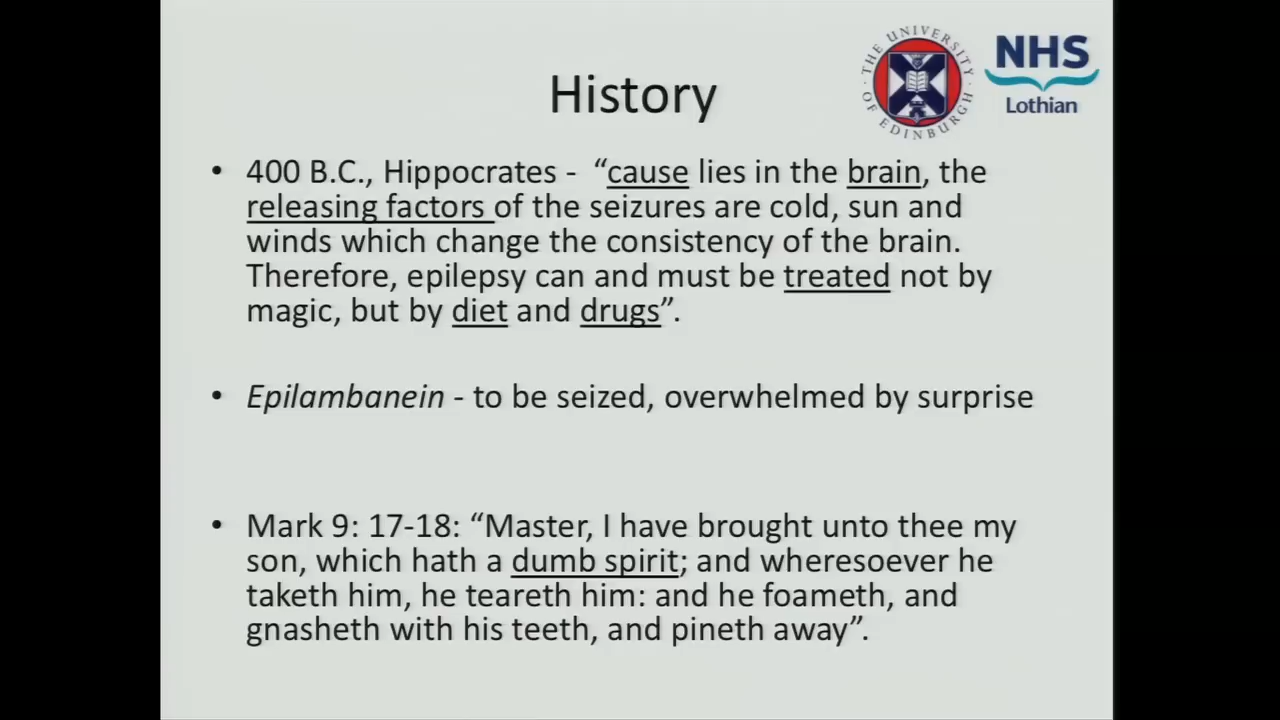 History
THE UNIVERSITY OF EDINBURGH
NHS
Lothian
• 400 B.C., Hippocrates - “cause lies in the brain, the
releasing factors of the seizures are cold, sun and
winds which change the consistency of the brain.
Therefore, epilepsy can and must be treated not by
magic, but by diet and drugs”.
• Epilambanein - to be seized, overwhelmed by surprise
• Mark 9: 17-18: “Master, I have brought unto thee my
son, which hath a dumb spirit; and wheresoever he
taketh him, he teareth him: and he foameth, and
gnasheth with his teeth, and pineth away”.